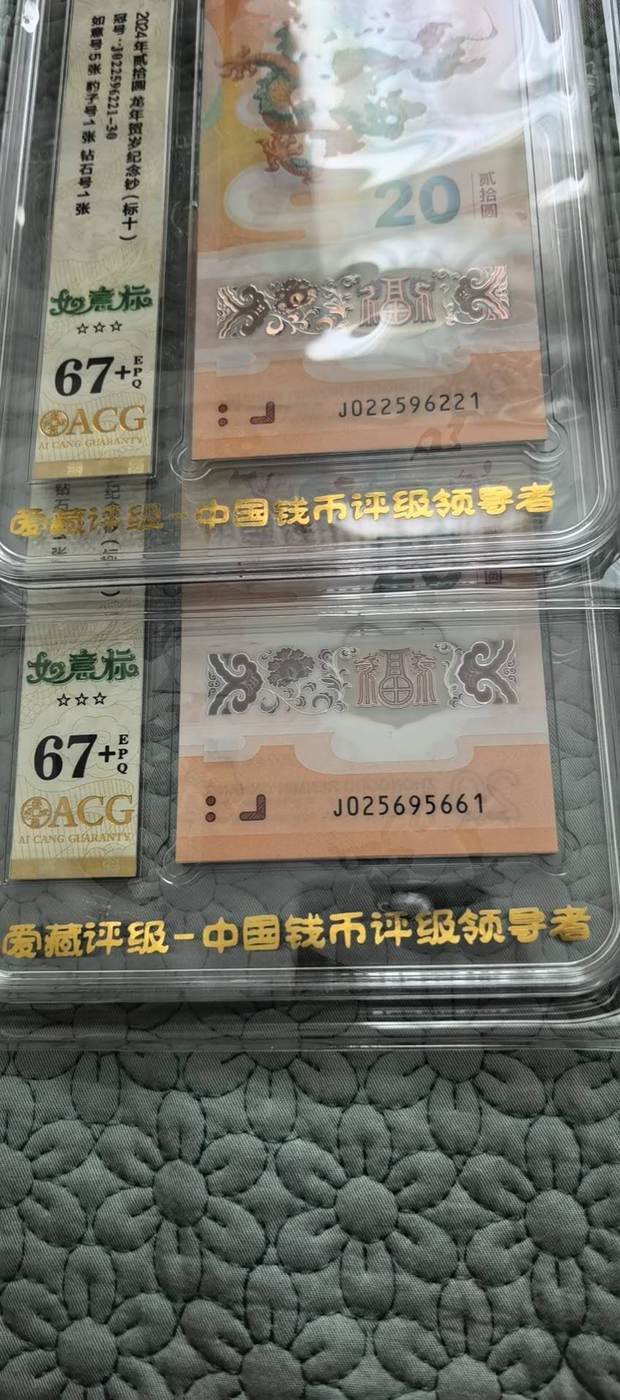 2024年贰拾圆 龙年贺岁纪念钞(标十)
冠号:J022596221-30
如意号5张 豹子号1张 钻石号1张
如意标
☆☆☆
67+EPQ
ACG
AI CANG GUARANTY
20
贰拾圆
福
J022596221
爱藏评级-中国钱币评级领导者
如意标
☆☆☆
67+EPQ
ACG
AI CANG GUARANTY
福
J025695661
爱藏评级-中国钱币评级领导者